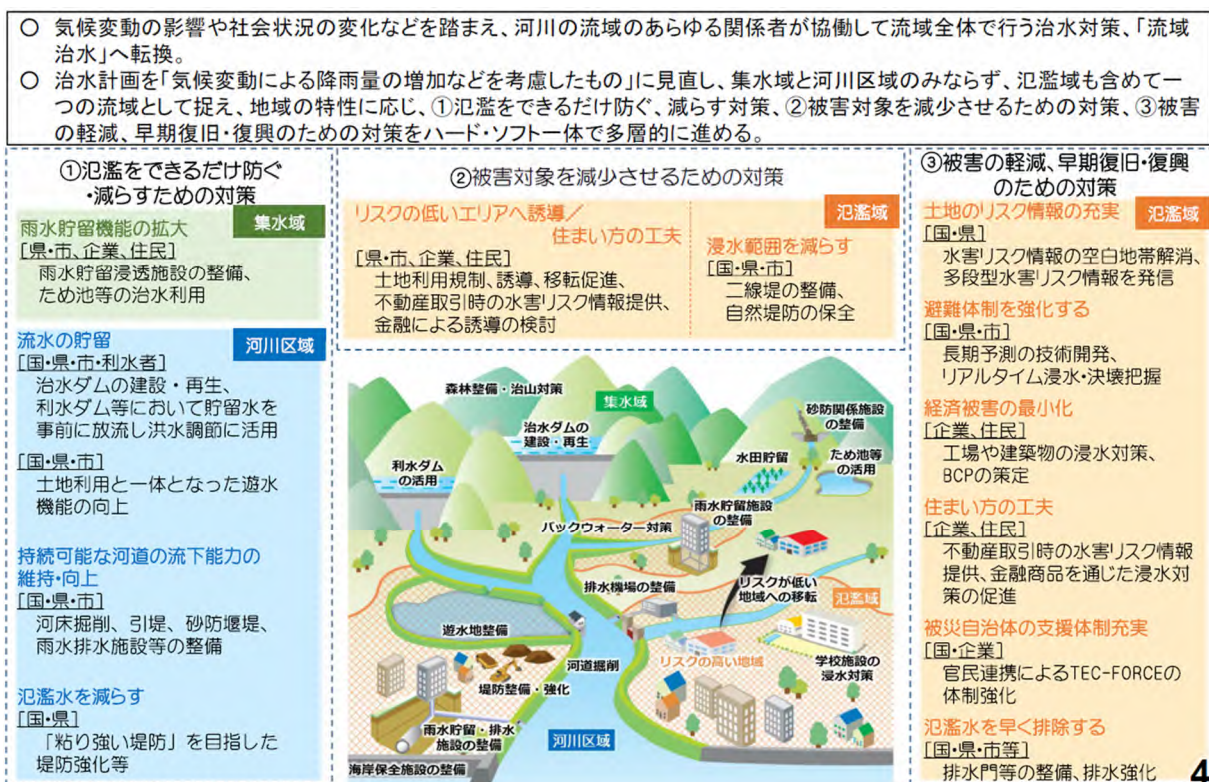 ○ 気候変動の影響や社会状況の変化などを踏まえ、河川の流域のあらゆる関係者が協働して流域全体で行う治水対策、「流域
治水」へ転換。
○ 治水計画を「気候変動による降雨量の増加などを考慮したもの」に見直し、集水域と河川区域のみならず、氾濫域も含めて一
つの流域として捉え、地域の特性に応じ、①氾濫をできるだけ防ぐ、減らす対策、②被害対象を減少させるための対策、③被害
の軽減、早期復旧・復興のための対策をハード・ソフト一体で多層的に進める。
①氾濫をできるだけ防ぐ
・減らすための対策
集水域
雨水貯留機能の拡大
[県・市、企業、住民]
雨水貯留浸透施設の整備、
ため池等の治水利用
流水の貯留
河川区域
[国・県・市・利水者]
治水ダムの建設・再生、
利水ダム等において貯留水を
事前に放流し洪水調節に活用
[国・県・市]
土地利用と一体となった遊水
機能の向上
持続可能な河道の流下能力の
維持・向上
[国・県・市]
河床掘削、引堤、砂防堰堤、
雨水排水施設等の整備
氾濫水を減らす
[国・県]
「粘り強い堤防」を目指した
堤防強化等
②被害対象を減少させるための対策
リスクの低いエリアへ誘導/
住まい方の工夫
[県・市、企業、住民]
土地利用規制、誘導、移転促進、
不動産取引時の水害リスク情報提供、
金融による誘導の検討
氾濫域
浸水範囲を減らす
[国・県・市]
二線堤の整備、
自然堤防の保全
森林整備・治山対策
集水域
治水ダムの
建設・再生
砂防関係施設
の整備
利水ダム
の活用
水田貯留
ため池等
の活用
雨水貯留施設
の整備
バックウォーター対策
排水機場の整備
リスクが低い
地域への移転
氾濫域
遊水地整備
河道掘削
リスクの高い地域
学校施設の
浸水対策
堤防整備・強化
雨水貯留・排水
施設の整備
河川区域
海岸保全施設の整備
③被害の軽減、早期復旧・復興
のための対策
土地のリスク情報の充実
氾濫域
[国・県]
水害リスク情報の空白地帯解消、
多段型水害リスク情報を発信
避難体制を強化する
[国・県・市]
長期予測の技術開発、
リアルタイム浸水・決壊把握
経済被害の最小化
[企業、住民]
工場や建築物の浸水対策、
BCPの策定
住まい方の工夫
[企業、住民]
不動産取引時の水害リスク情報
提供、金融商品を通じた浸水対
策の促進
被災自治体の支援体制充実
[国・企業]
官民連携によるTEC-FORCEの
体制強化
氾濫水を早く排除する
[国・県・市等]
排水門等の整備、排水強化
4